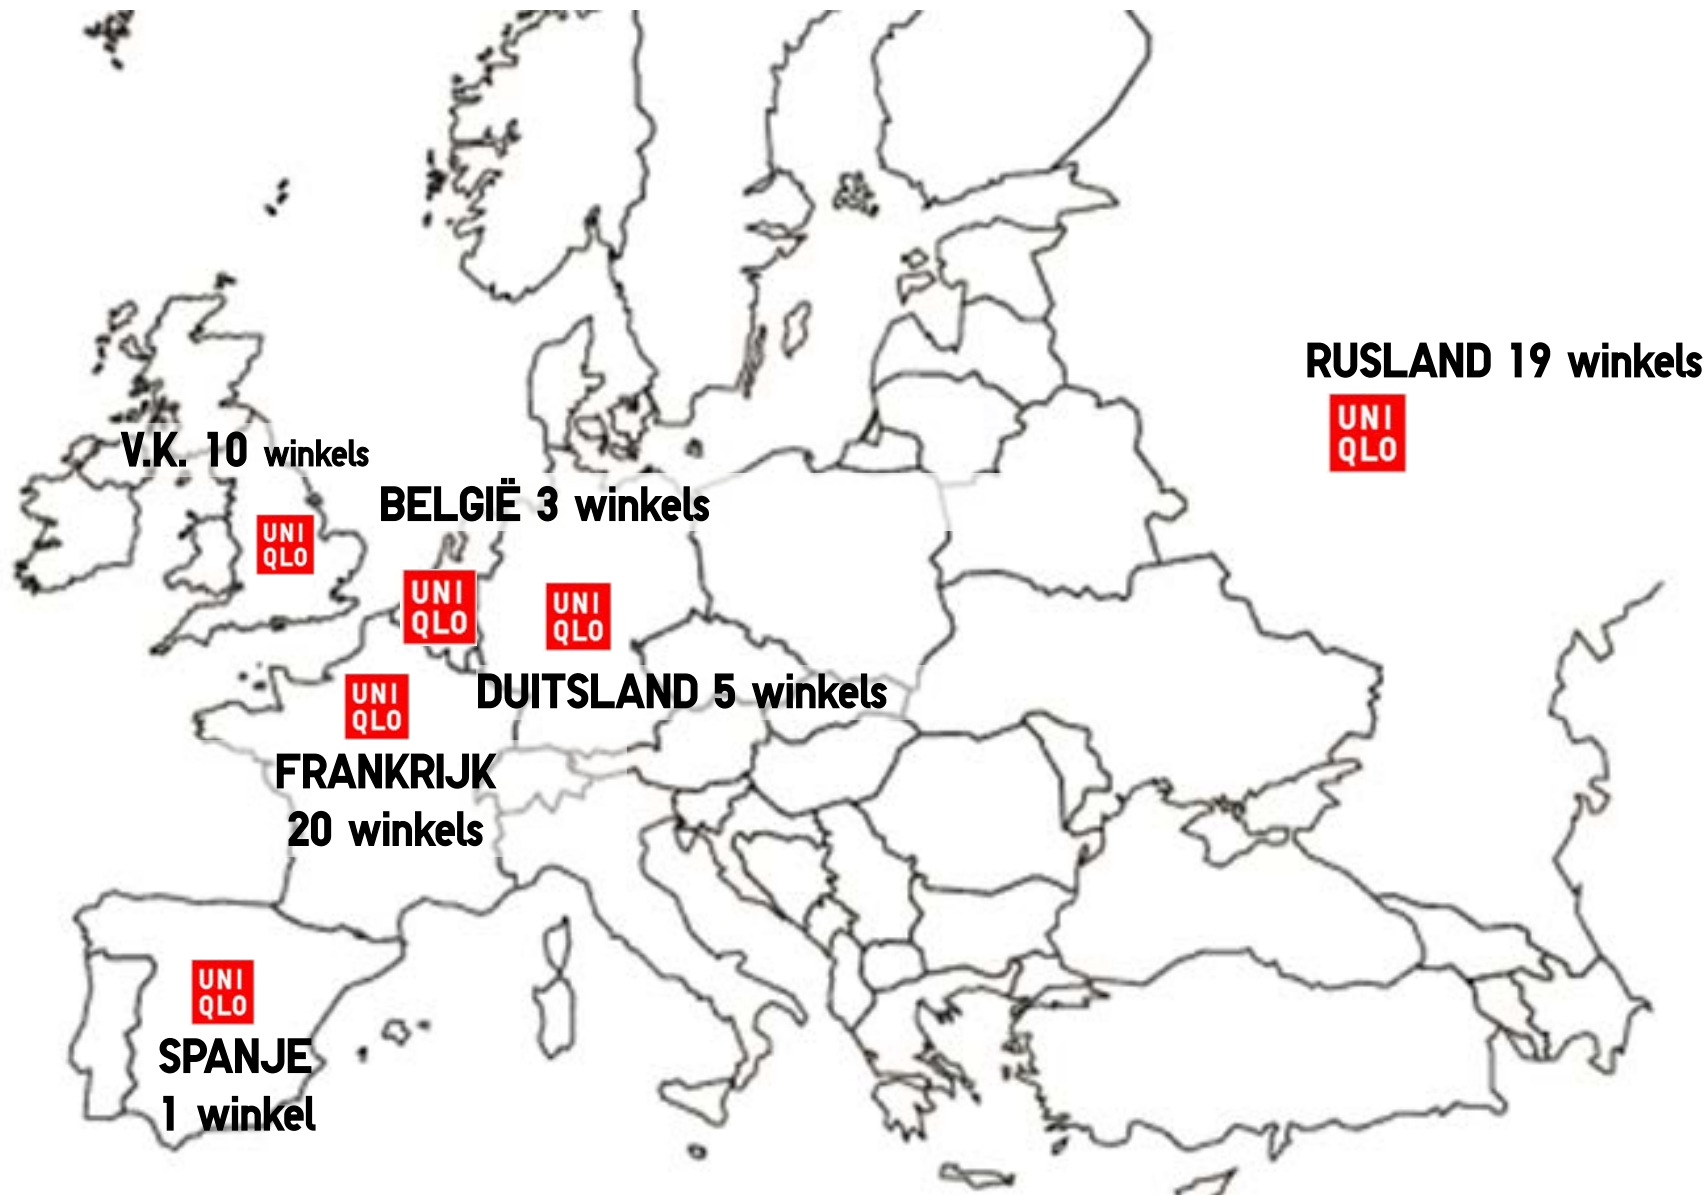 RUSLAND 19 winkels
UNI
QLO
V.K. 10 winkels
UNI
QLO
BELGIË 3 winkels
UNI
QLO
UNI
QLO
DUITSLAND 5 winkels
UNI
QLO
FRANKRIJK
20 winkels
UNI
QLO
SPANJE
1 winkel